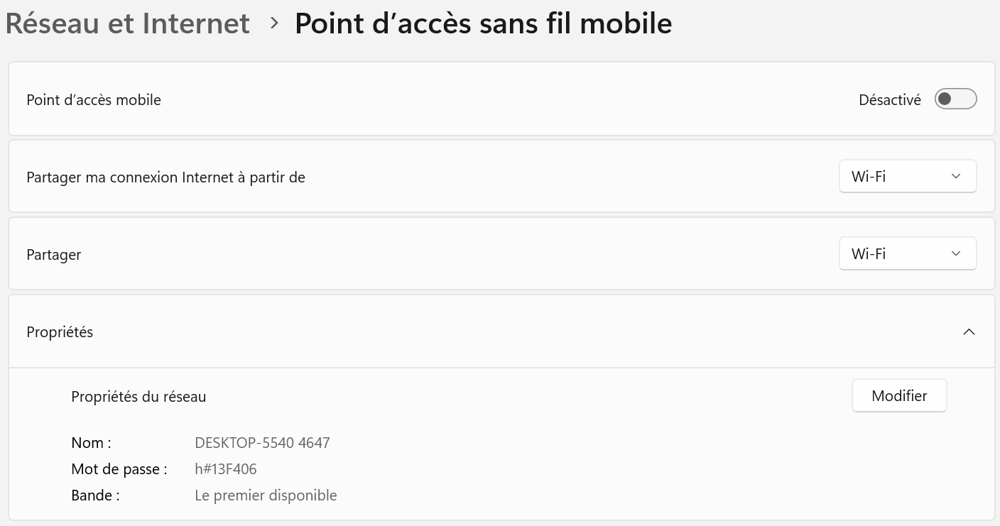 Réseau et Internet > Point d’accès sans fil mobile
Point d’accès mobile Désactivé
Partager ma connexion Internet à partir de Wi-Fi
Partager Wi-Fi
Propriétés
Propriétés du réseau Modifier
Nom : DESKTOP-5540 4647
Mot de passe : h#13F406
Bande : Le premier disponible